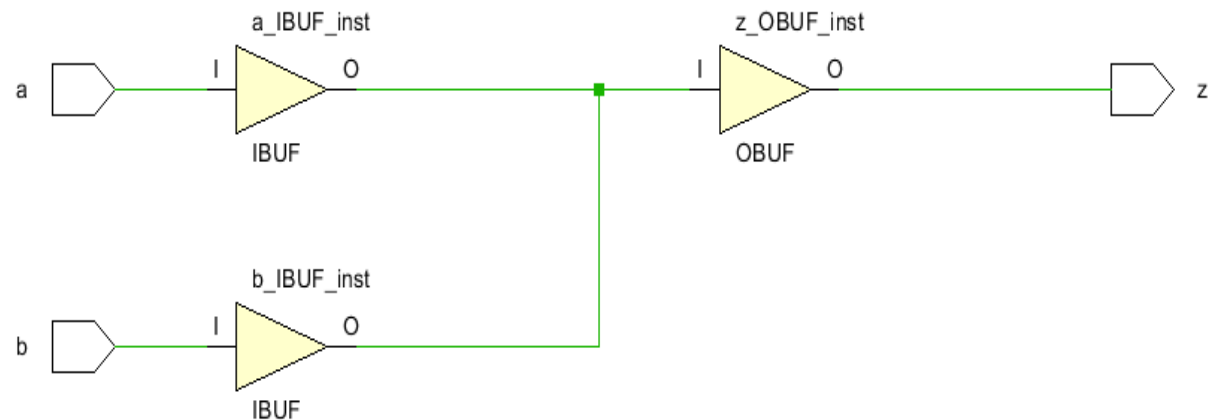 a_IBUF_inst
z_OBUF_inst
a
I
O
I
O
z
IBUF
OBUF
b_IBUF_inst
b
I
O
IBUF